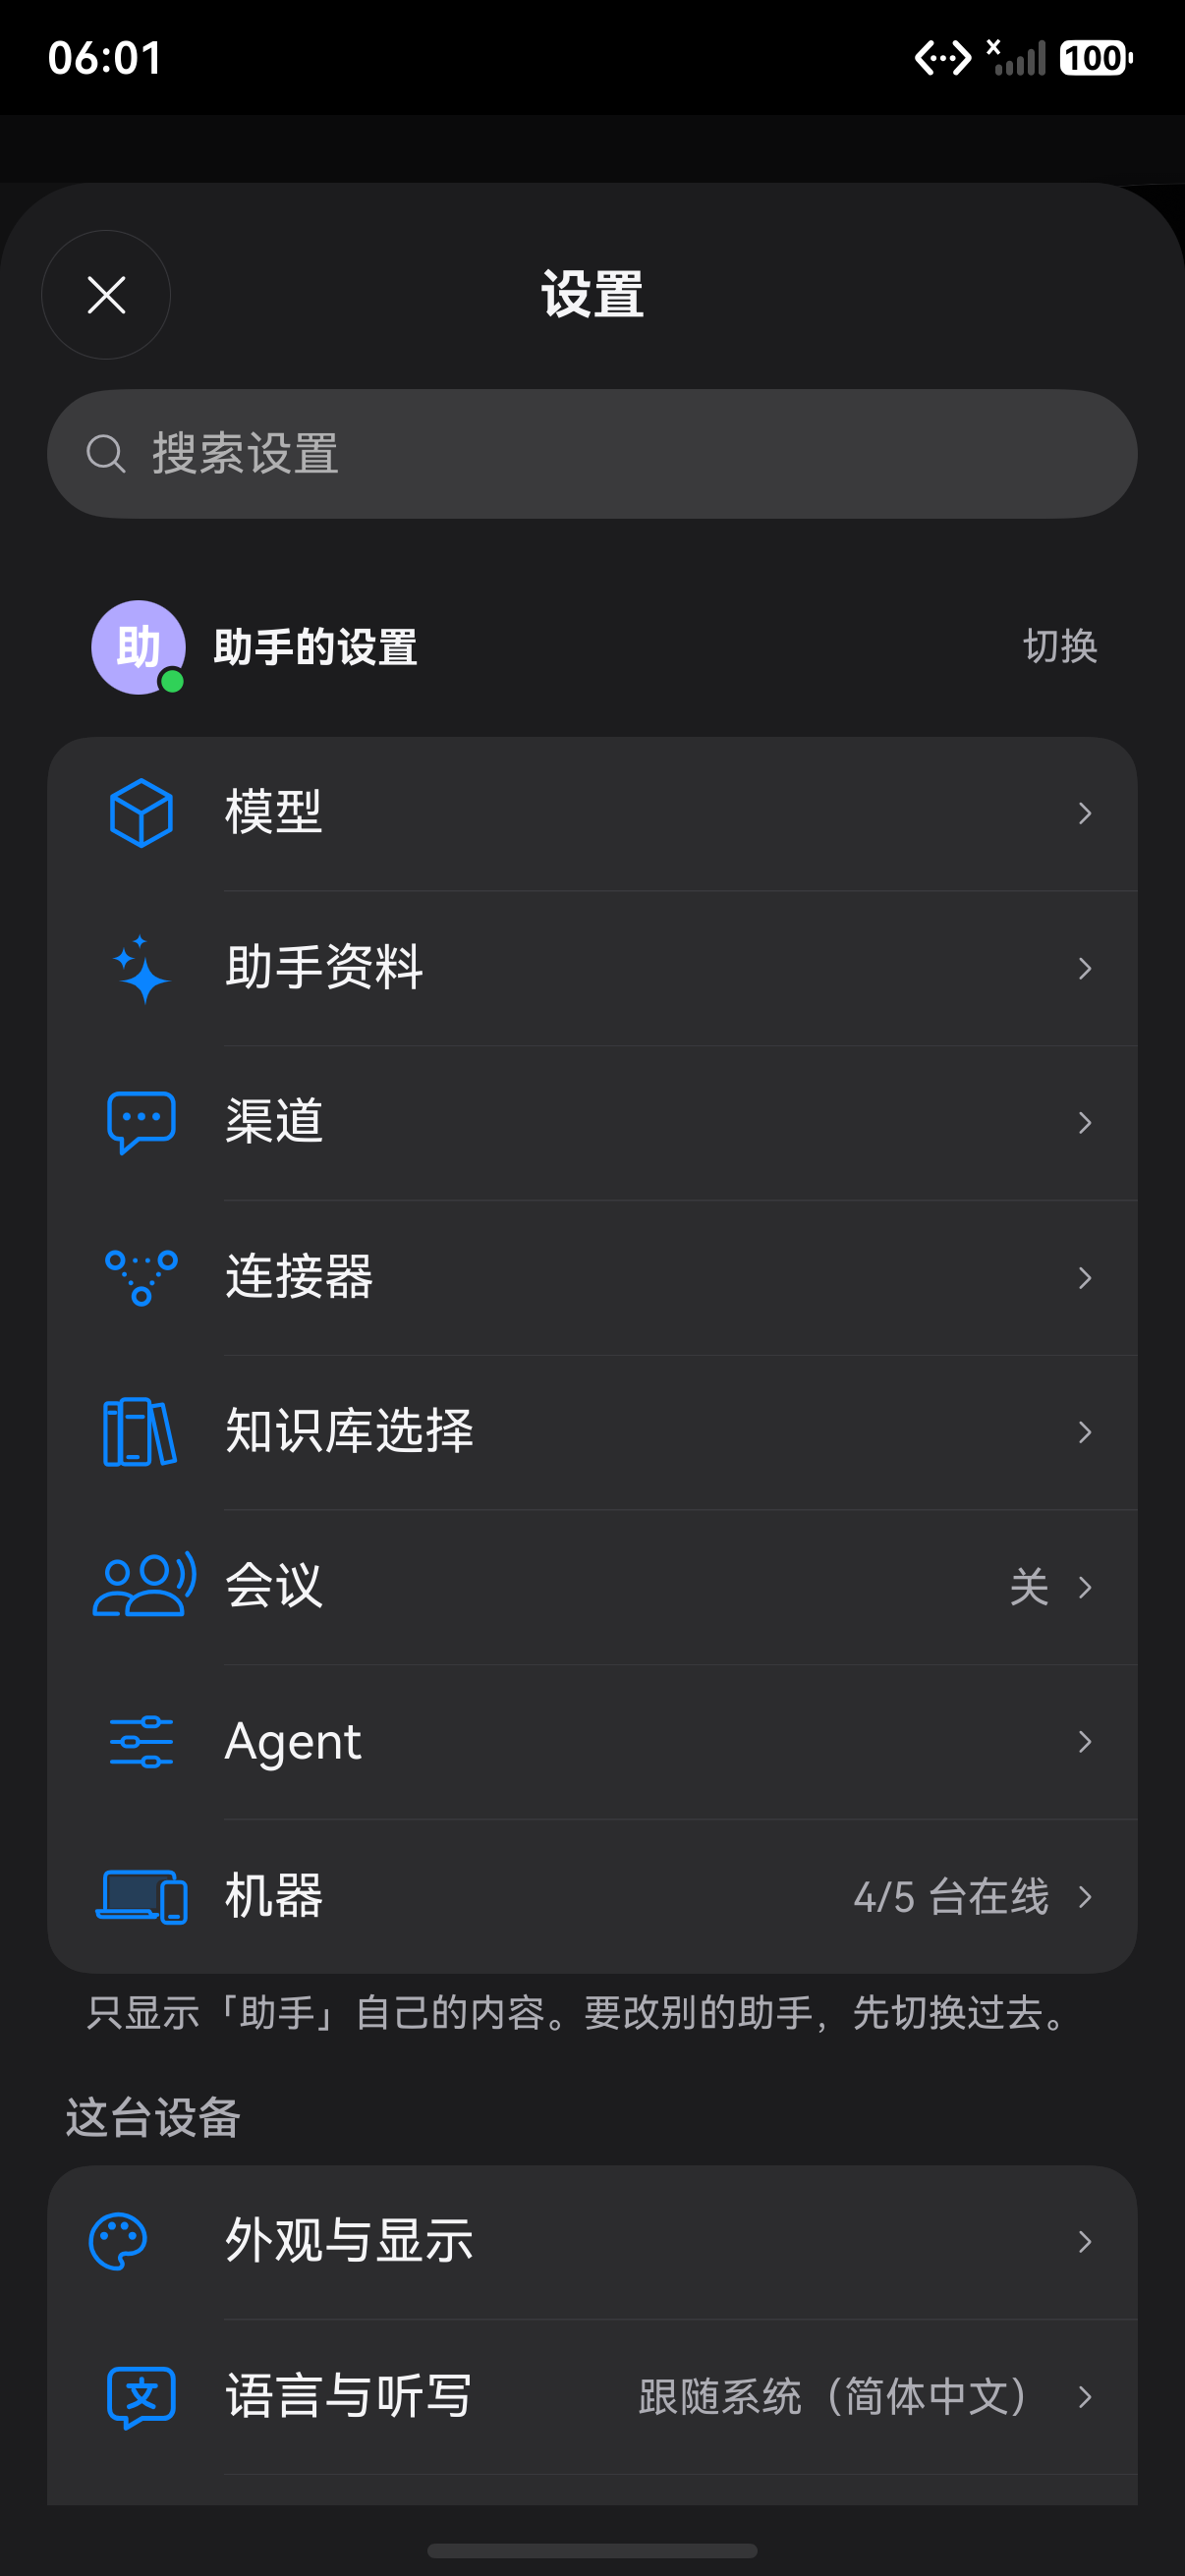 06:01
100
设置
搜索设置
助
助手的设置
切换
模型
助手资料
渠道
连接器
知识库选择
会议
关
Agent
机器
4/5 台在线
只显示「助手」自己的内容。要改别的助手，先切换过去。
这台设备
外观与显示
语言与听写
跟随系统（简体中文）